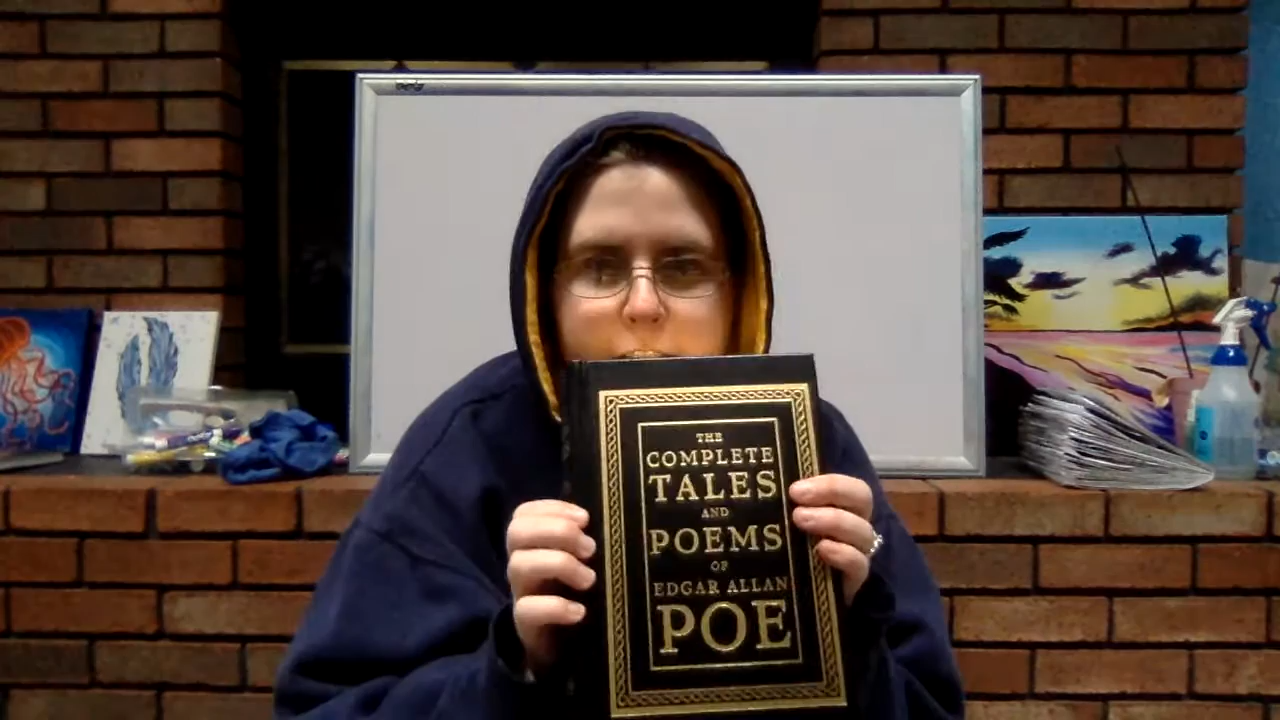 THE
COMPLETE
TALES
AND
POEMS
OF
EDGAR ALLAN
POE